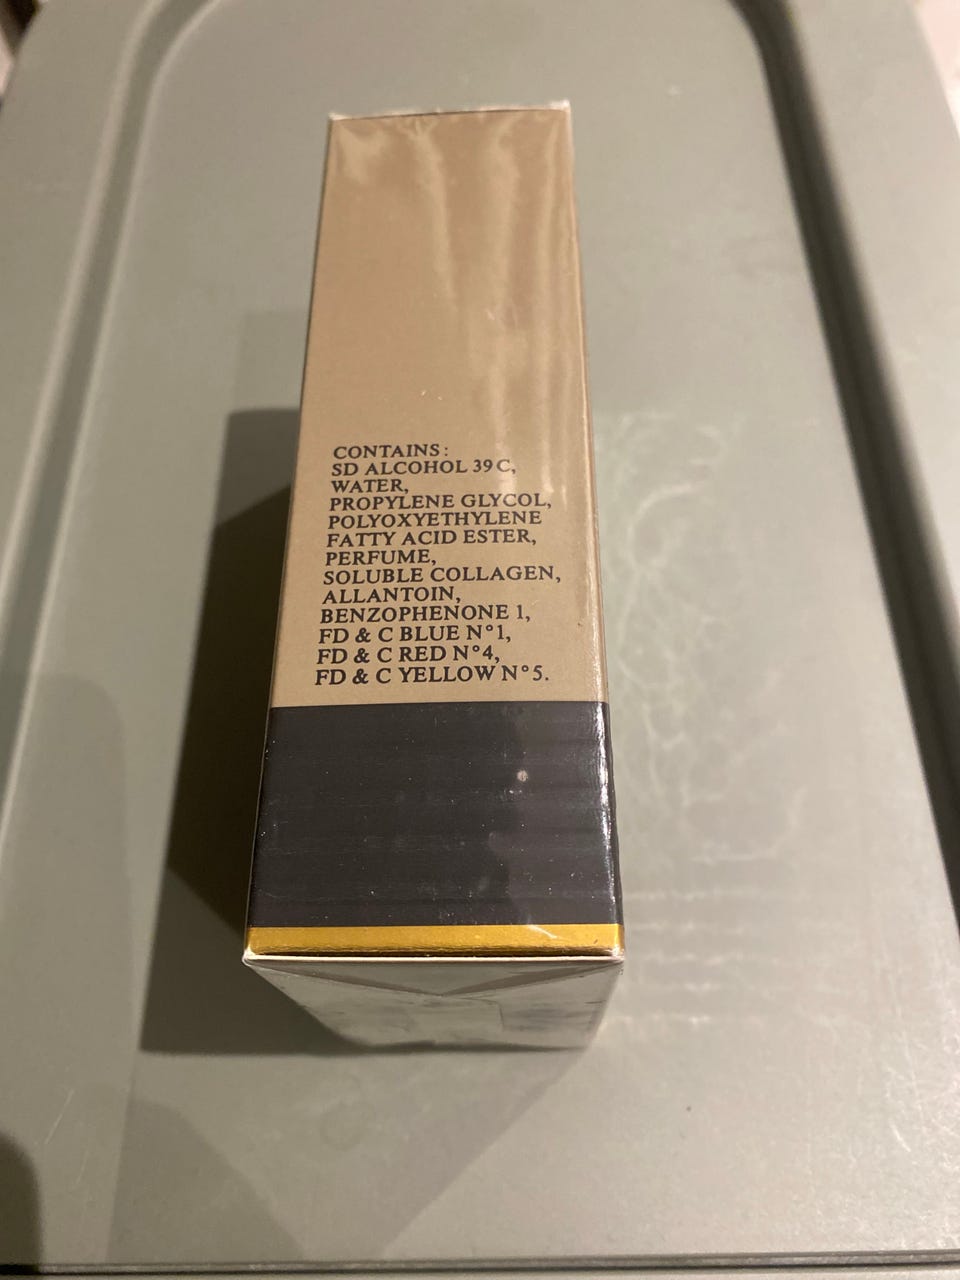 CONTAINS :
SD ALCOHOL 39 C,
WATER,
PROPYLENE GLYCOL,
POLYOXYETHYLENE
FATTY ACID ESTER,
PERFUME,
SOLUBLE COLLAGEN,
ALLANTOIN,
BENZOPHENONE 1,
FD & C BLUE N°1,
FD & C RED N°4,
FD & C YELLOW N°5.